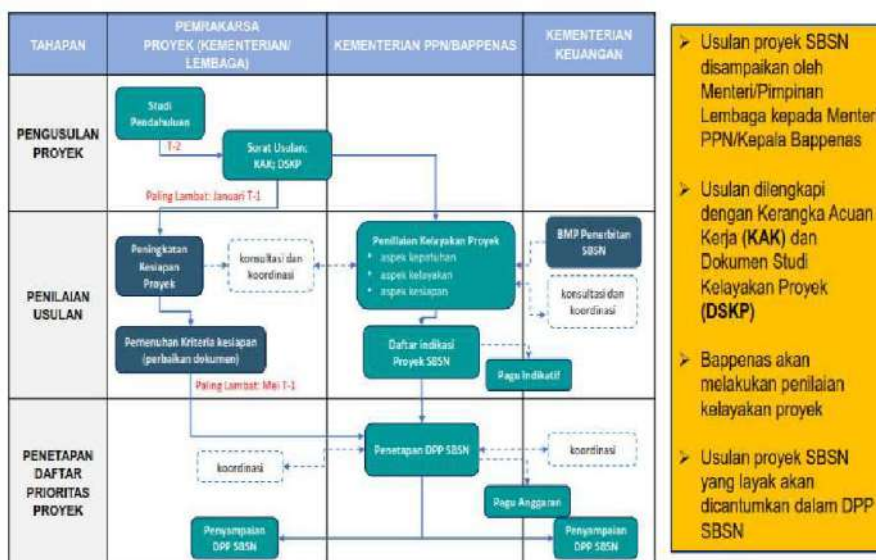 TAHAPAN
PEMRAKARSA
PROYEK (KEMENTERIAN/
LEMBAGA)
KEMENTERIAN PPN/BAPPENAS
KEMENTERIAN
KEUANGAN
PENGUSULAN
PROYEK
Studi
Pendahuluan
T-2
Surat Usulan;
KAK; DSKP
Paling Lambat: Januari T-1
PENILAIAN
USULAN
Peningkatan
Kesiapan
Proyek
konsultasi dan
koordinasi
Penilaian Kelayakan Proyek
• aspek kepatuhan
• aspek kelayakan
• aspek kesiapan
BMP Penerbitan
SBSN
konsultasi dan
koordinasi
Pemenuhan Kriteria kesiapan
(perbaikan dokumen)
Daftar indikasi
Proyek SBSN
Pagu Indikatif
Paling Lambat: Mei T-1
PENETAPAN
DAFTAR
PRIORITAS
PROYEK
koordinasi
Penetapan DPP SBSN
koordinasi
Pagu Anggaran
Penyampaian
DPP SBSN
Penyampaian
DPP SBSN
➢ Usulan proyek SBSN
disampaikan oleh
Menteri/Pimpinan
Lembaga kepada Menter
PPN/Kepala Bappenas
➢ Usulan dilengkapi
dengan Kerangka Acuan
Kerja (KAK) dan
Dokumen Studi
Kelayakan Proyek
(DSKP)
➢ Bappenas akan
melakukan penilaian
kelayakan proyek
➢ Usulan proyek SBSN
yang layak akan
dicantumkan dalam DPP
SBSN